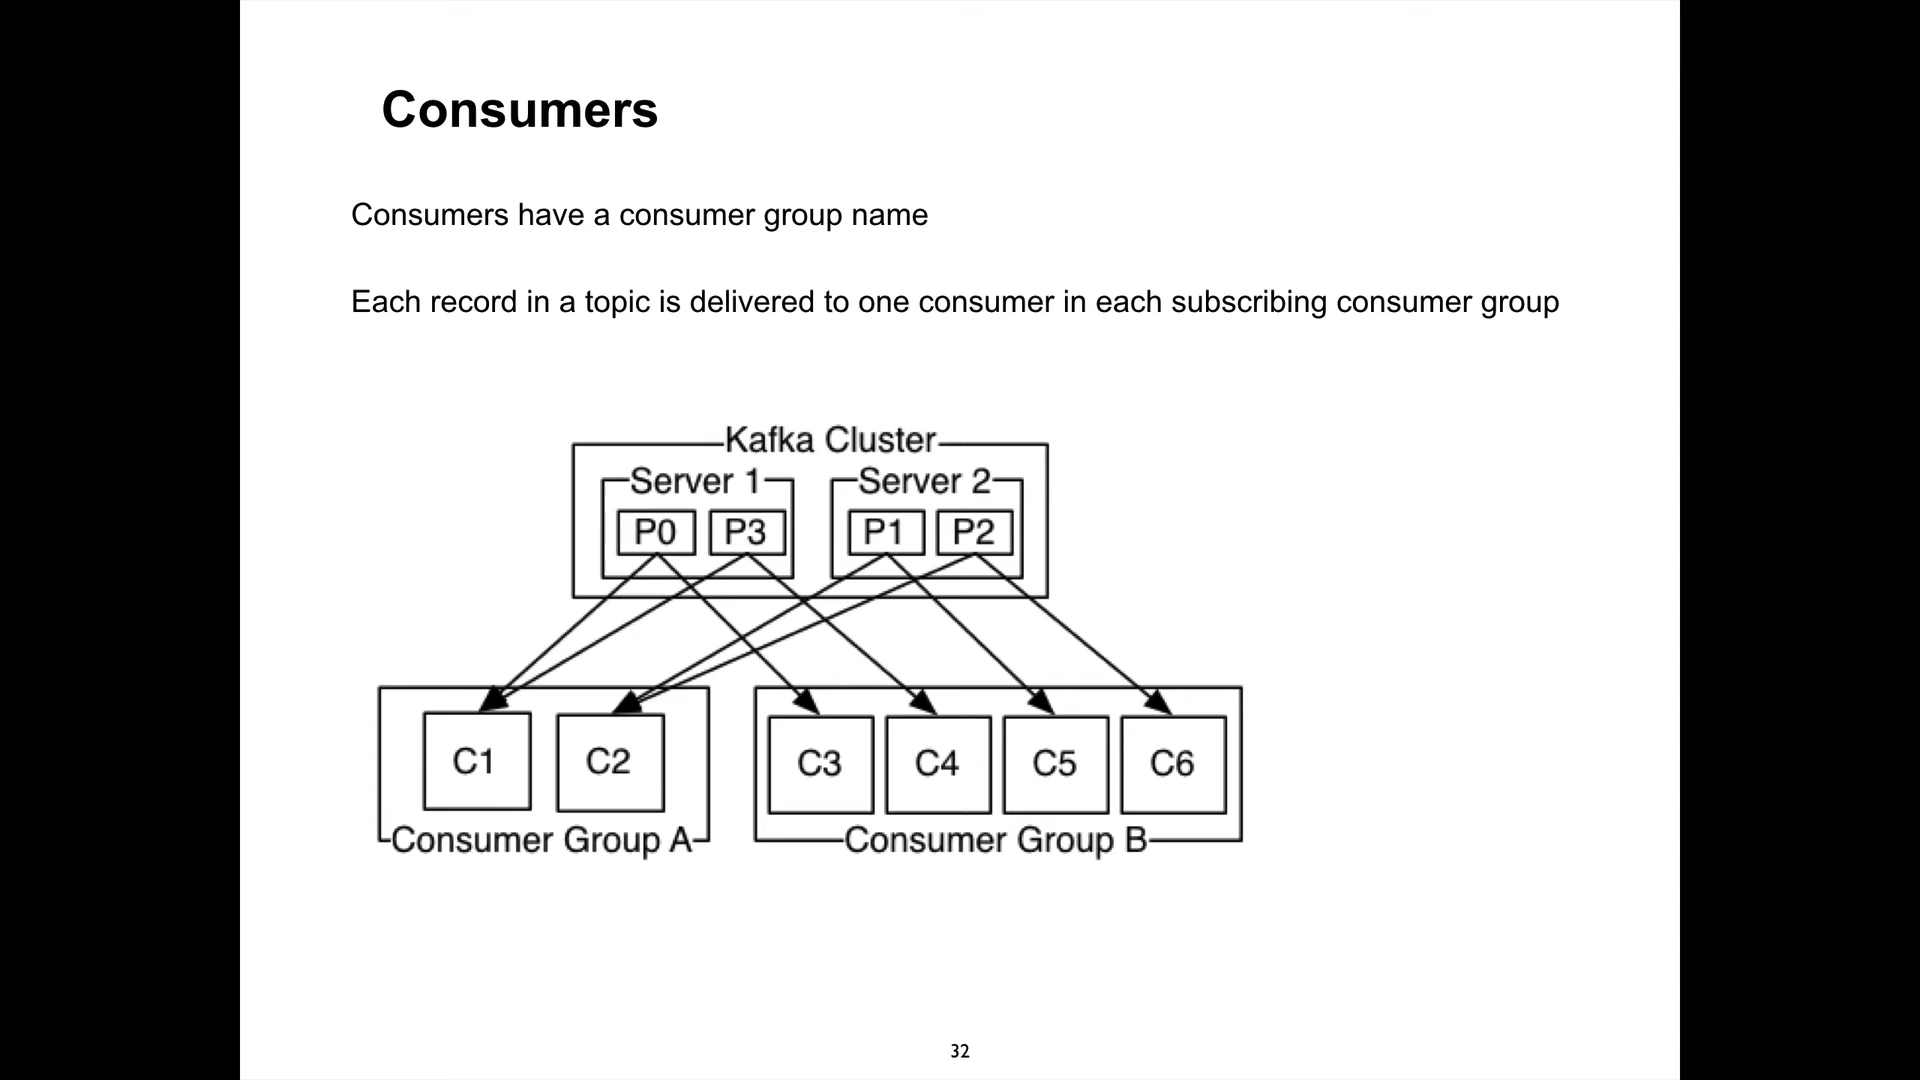 Consumers
Consumers have a consumer group name
Each record in a topic is delivered to one consumer in each subscribing consumer group
Kafka Cluster
Server 1 Server 2
P0 P3 P1 P2
C1 C2 C3 C4 C5 C6
Consumer Group A Consumer Group B
32